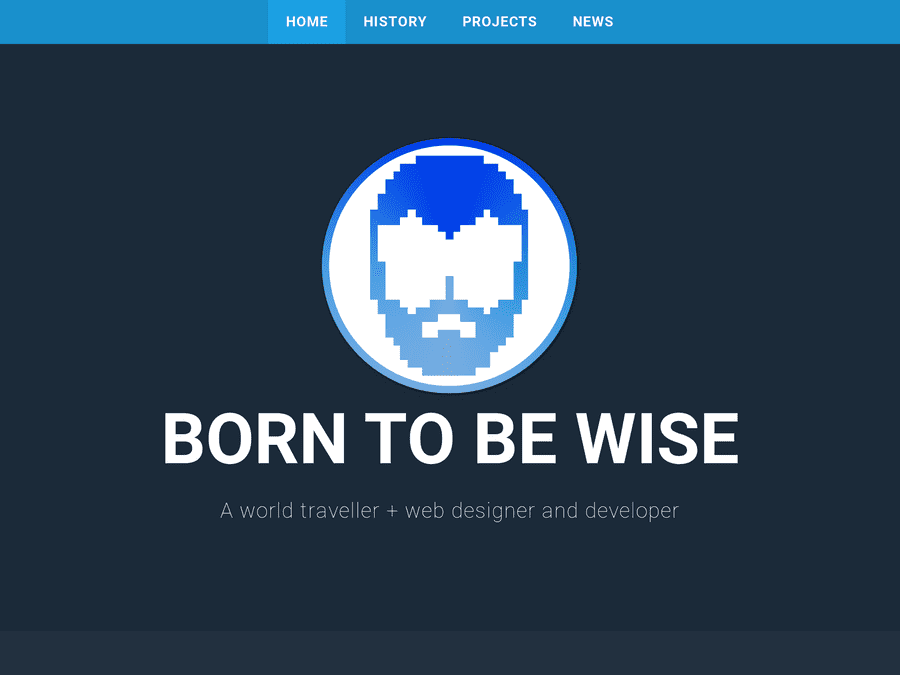 HOME HISTORY PROJECTS NEWS
BORN TO BE WISE
A world traveller + web designer and developer